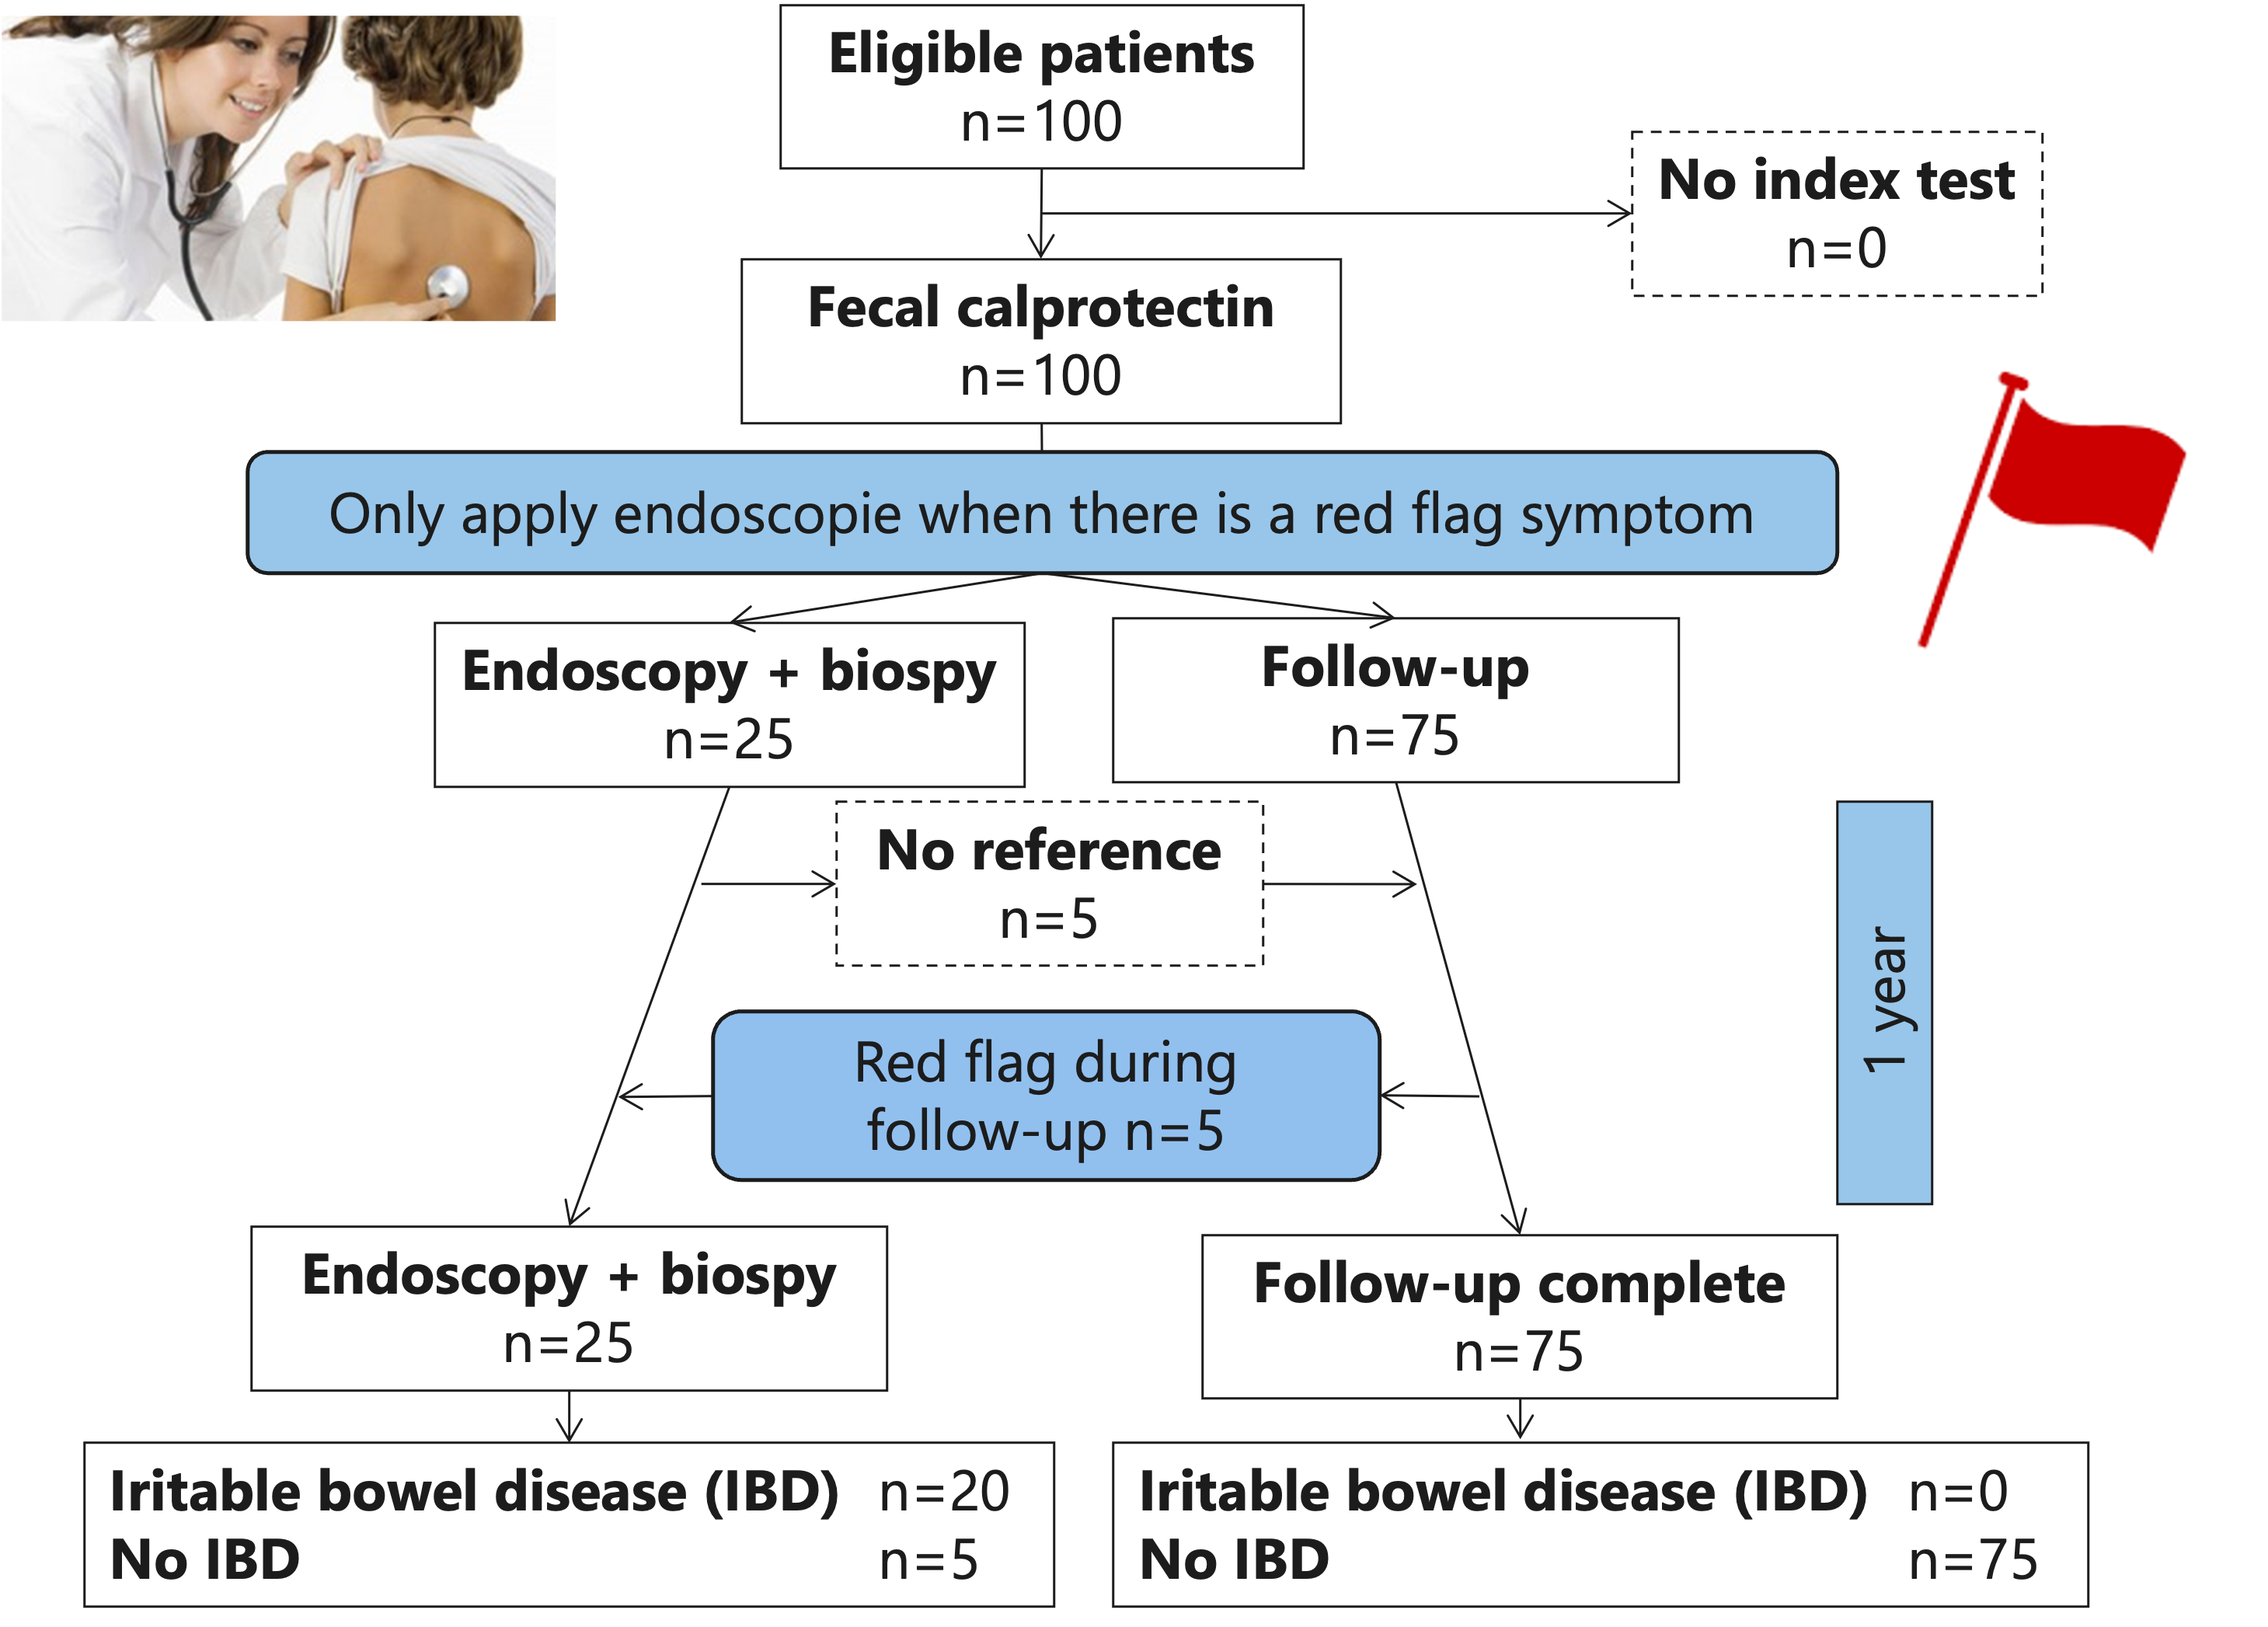 Eligible patients
n=100
No index test
n=0
Fecal calprotectin
n=100
Only apply endoscopie when there is a red flag symptom
Endoscopy + biospy
n=25
Follow-up
n=75
No reference
n=5
1 year
Red flag during
follow-up n=5
Endoscopy + biospy
n=25
Follow-up complete
n=75
Iritable bowel disease (IBD) n=20
No IBD n=5
Iritable bowel disease (IBD) n=0
No IBD n=75